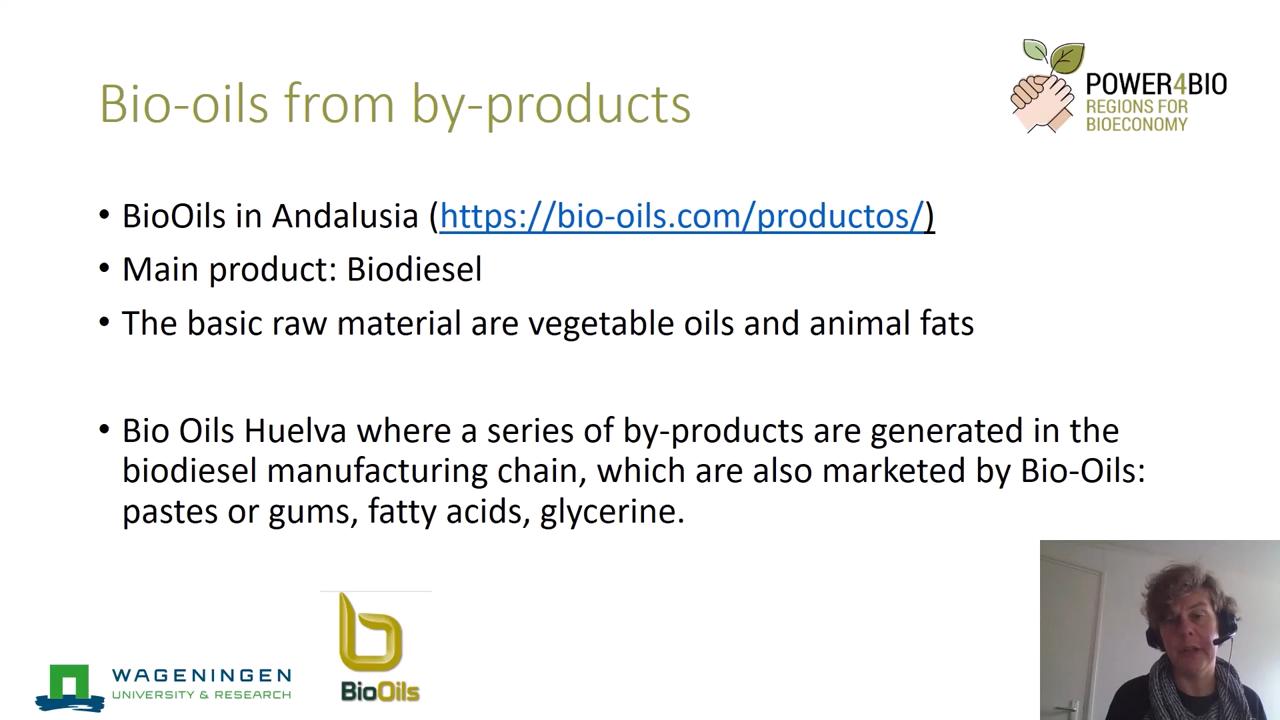 Bio-oils from by-products
POWER4BIO
REGIONS FOR
BIOECONOMY
• BioOils in Andalusia (https://bio-oils.com/productos/)
• Main product: Biodiesel
• The basic raw material are vegetable oils and animal fats
• Bio Oils Huelva where a series of by-products are generated in the
biodiesel manufacturing chain, which are also marketed by Bio-Oils:
pastes or gums, fatty acids, glycerine.
WAGENINGEN
UNIVERSITY & RESEARCH
BioOils